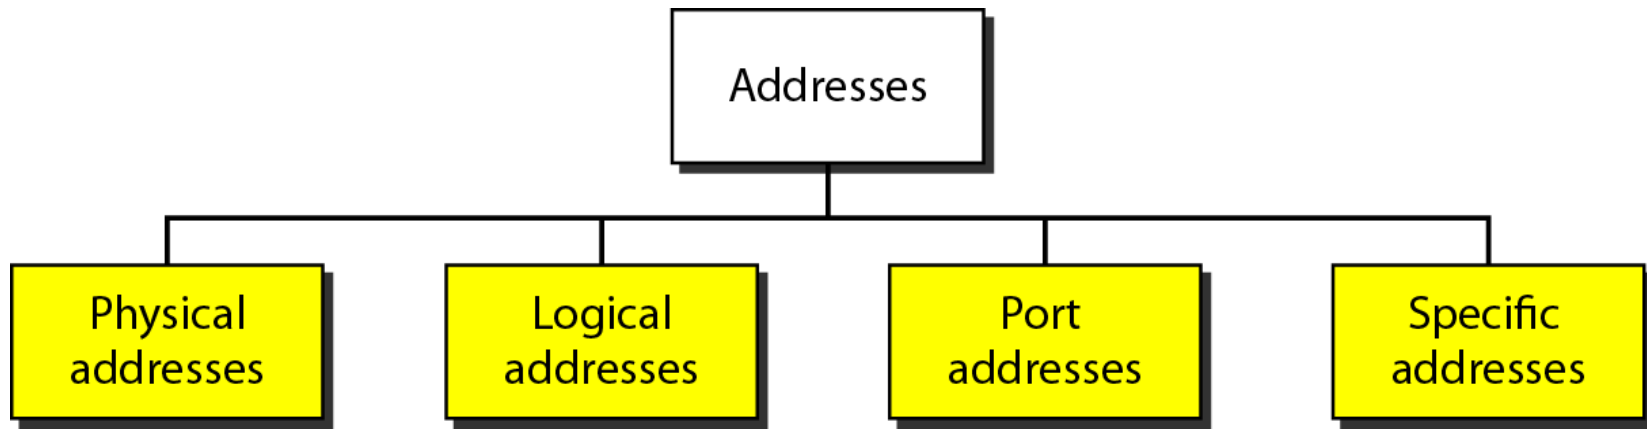 Addresses
Physical
addresses
Logical
addresses
Port
addresses
Specific
addresses